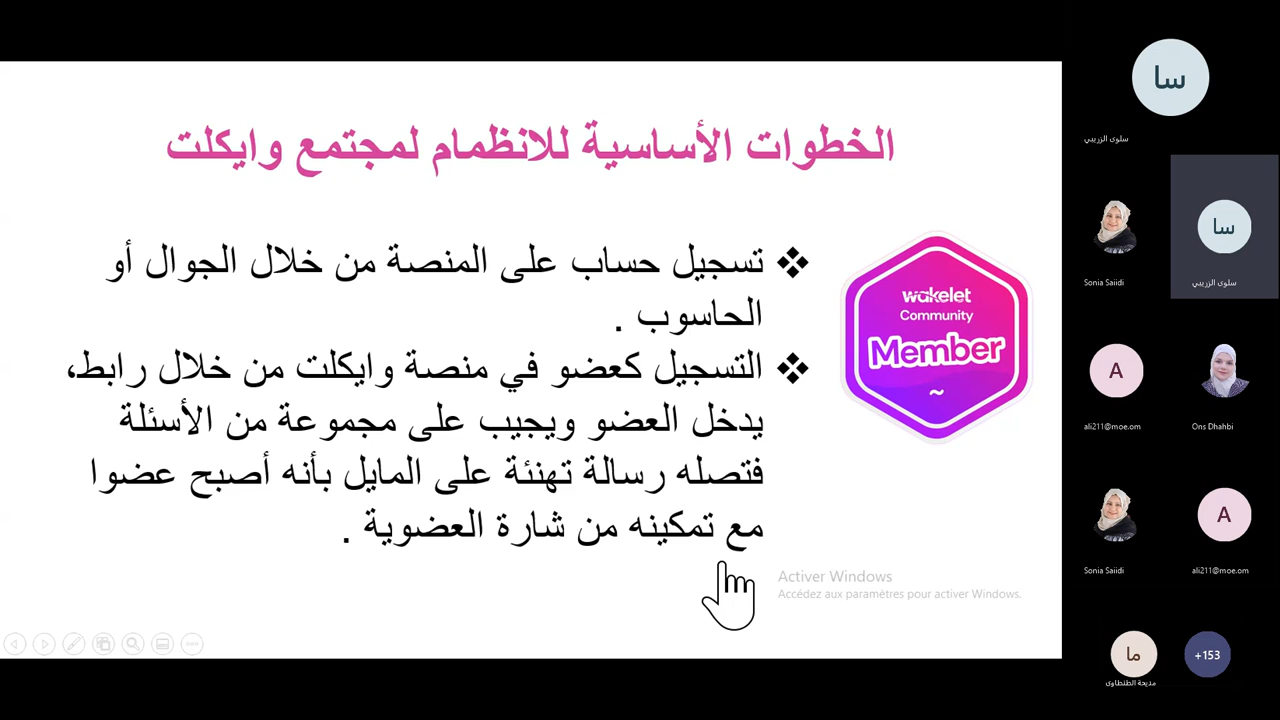 الخطوات الأساسية للانظمام لمجتمع وايكلت
❖ تسجيل حساب على المنصة من خلال الجوال أو
الحاسوب .
❖ التسجيل كعضو في منصة وايكلت من خلال رابط،
يدخل العضو ويجيب على مجموعة من الأسئلة
فتصله رسالة تهنئة على المايل بأنه أصبح عضوا
مع تمكينه من شارة العضوية .
wakelet
Community
Member
~
Activer Windows
Accédez aux paramètres pour activer Windows.
سا
سلوى الزريبي
Sonia Saiidi
سا
سلوى الزريبي
A
ali211@moe.om
Ons Dhahbi
Sonia Saiidi
A
ali211@moe.om
ما
مديحة الطنطاوى
+153